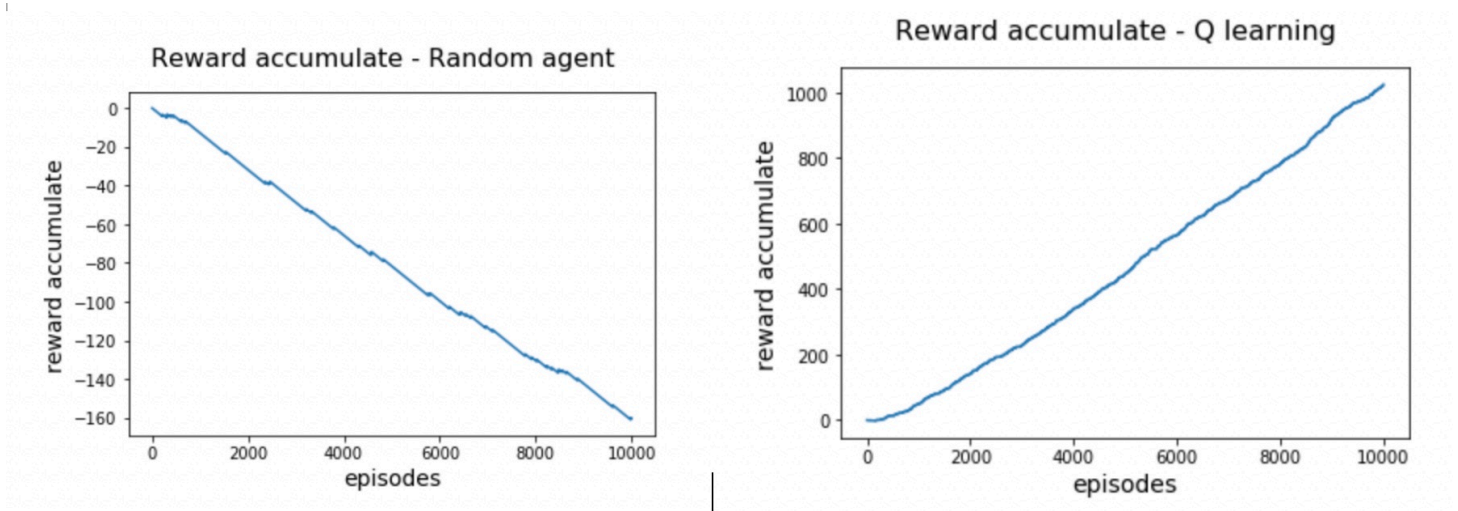 Reward accumulate - Random agent
0
−20
−40
−60
−80
−100
−120
−140
−160
reward accumulate
0 2000 4000 6000 8000 10000
episodes
Reward accumulate - Q learning
1000
800
600
400
200
0
reward accumulate
0 2000 4000 6000 8000 10000
episodes